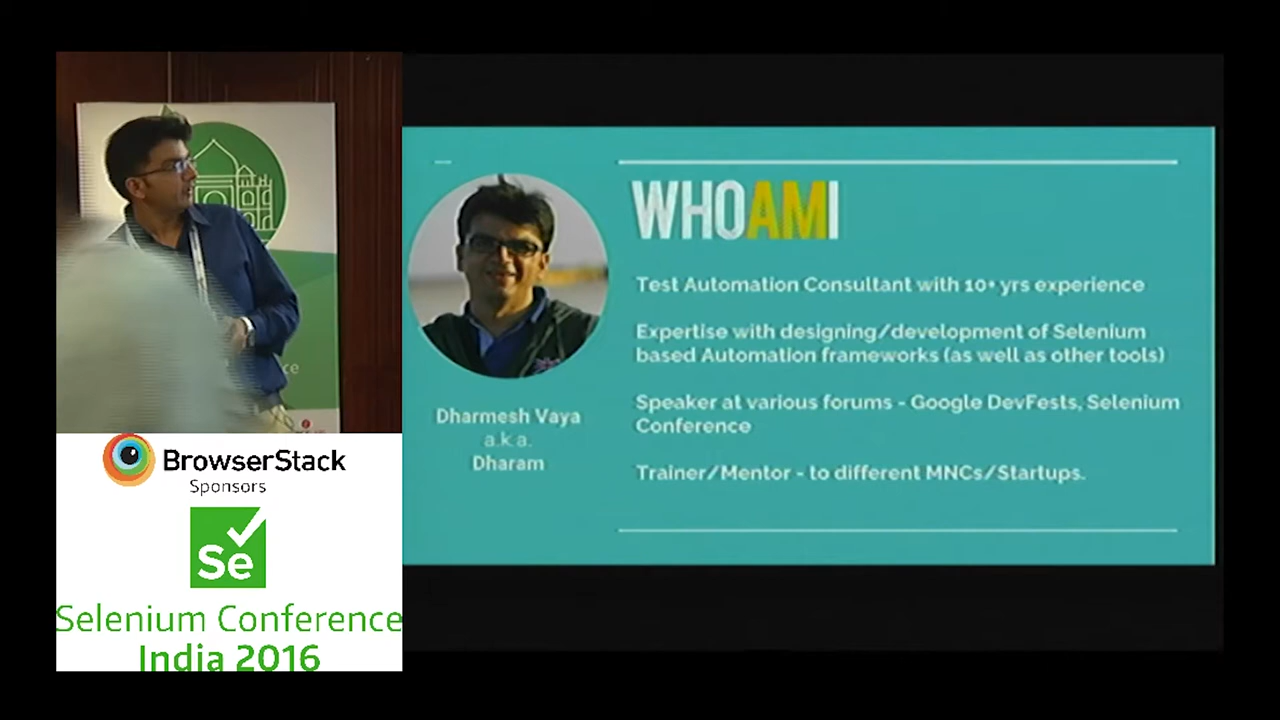 WHOAMI
Test Automation Consultant with 10+ yrs experience
Expertise with designing/development of Selenium
based Automation frameworks (as well as other tools)
Speaker at various forums - Google DevFests, Selenium
Conference
Trainer/Mentor - to different MNCs/Startups.
Dharmesh Vaya
a.k.a.
Dharam
BrowserStack
Sponsors
Se
Selenium Conference
India 2016